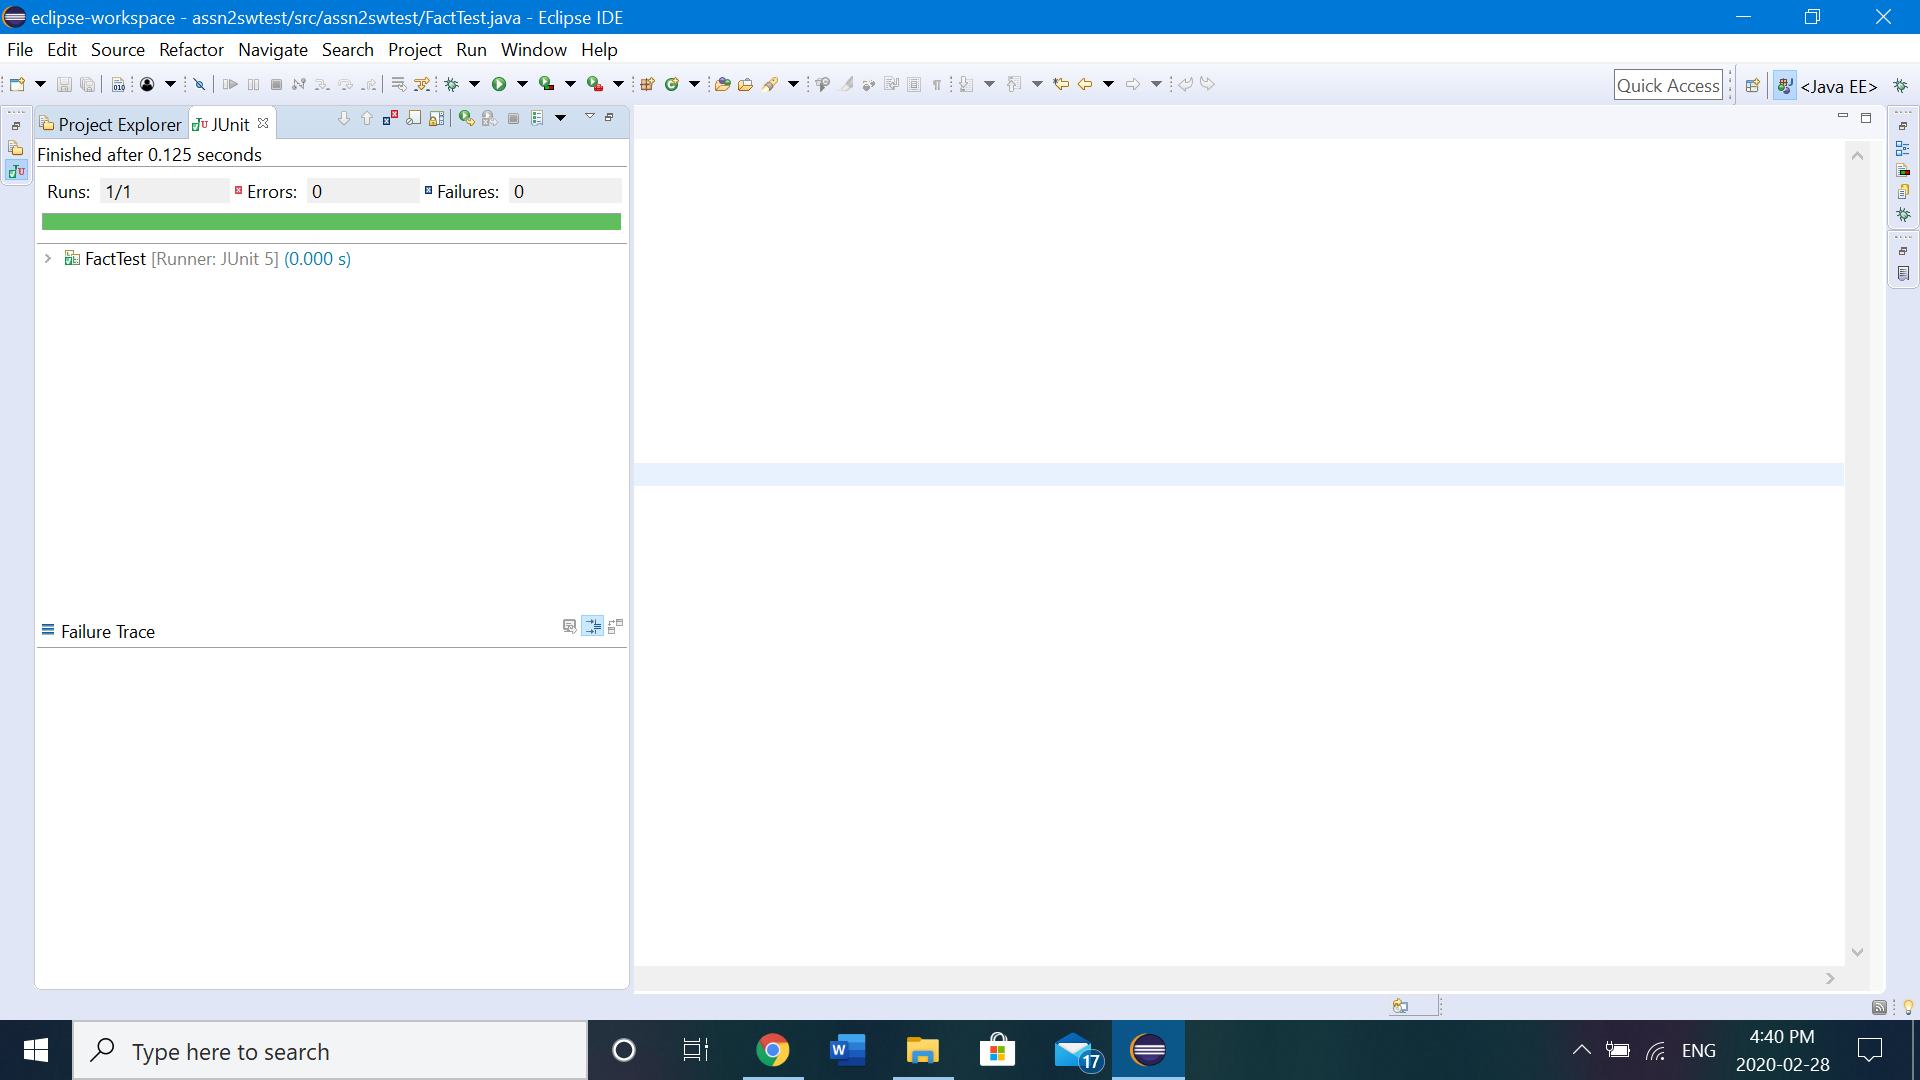 eclipse-workspace - assn2swtest/src/assn2swtest/FactTest.java - Eclipse IDE
File Edit Source Refactor Navigate Search Project Run Window Help
Quick Access <Java EE>
Project Explorer JUnit
Finished after 0.125 seconds
Runs: 1/1 Errors: 0 Failures: 0
FactTest [Runner: JUnit 5] (0.000 s)
Failure Trace
Type here to search
17
ENG
4:40 PM
2020-02-28